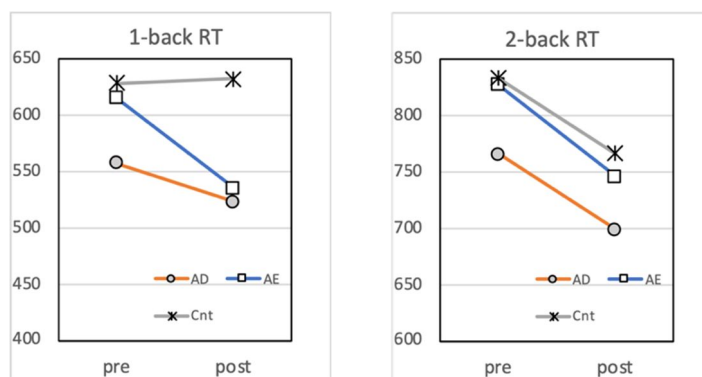 1-back RT
650
600
550
500
450
400
AD
AE
Cnt
pre post
2-back RT
850
800
750
700
650
600
AD
AE
Cnt
pre post